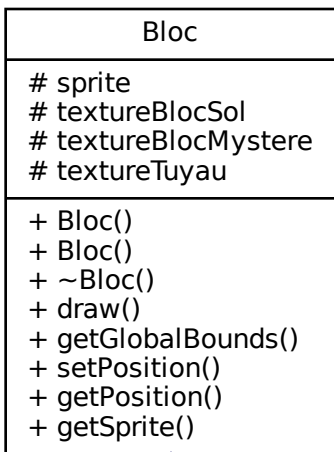 Bloc
# sprite
# textureBlocSol
# textureBlocMystere
# textureTuyau
+ Bloc()
+ Bloc()
+ ~Bloc()
+ draw()
+ getGlobalBounds()
+ setPosition()
+ getPosition()
+ getSprite()